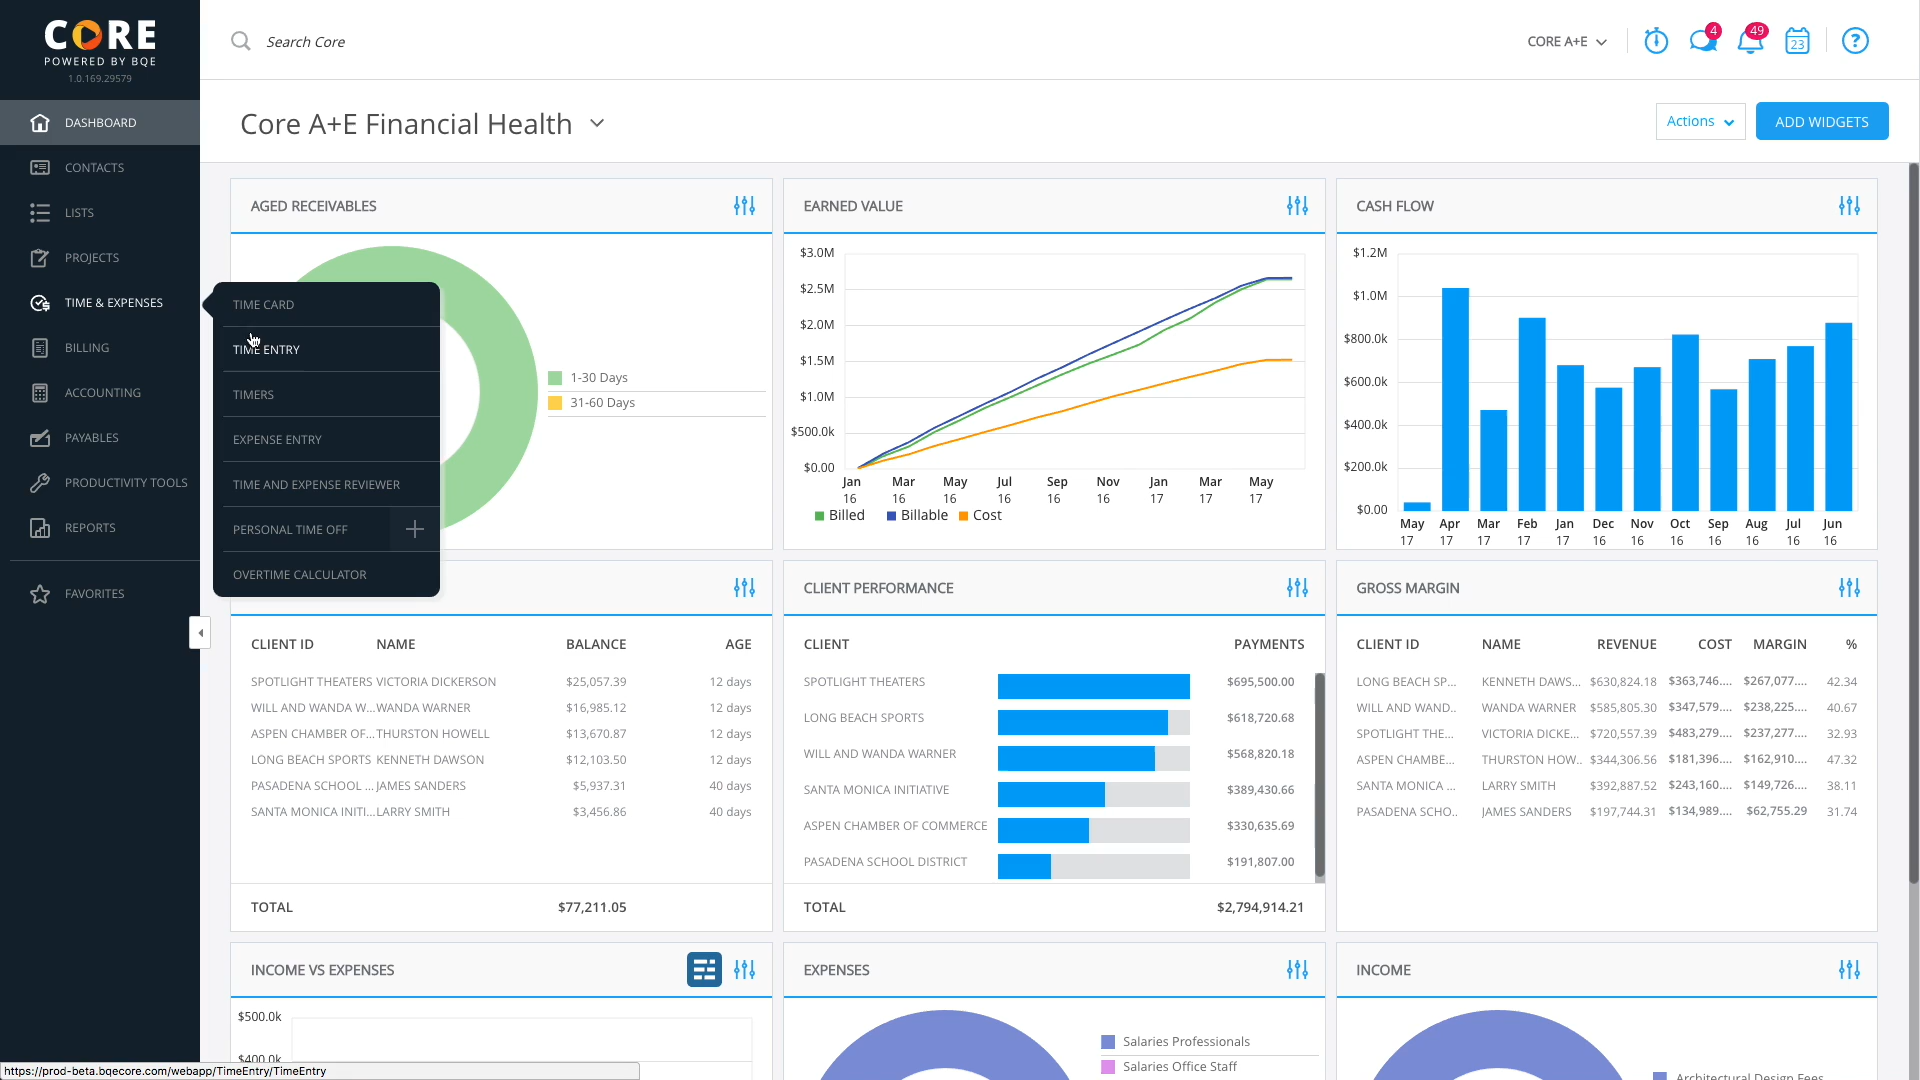 CORE
POWERED BY BQE
1.0.169.29579
DASHBOARD
CONTACTS
LISTS
PROJECTS
TIME & EXPENSES
BILLING
ACCOUNTING
PAYABLES
PRODUCTIVITY TOOLS
REPORTS
FAVORITES
Search Core
CORE A+E
4
49
23
?
Core A+E Financial Health
Actions
ADD WIDGETS
TIME CARD
TIME ENTRY
TIMERS
EXPENSE ENTRY
TIME AND EXPENSE REVIEWER
PERSONAL TIME OFF
OVERTIME CALCULATOR
AGED RECEIVABLES
1-30 Days
31-60 Days
EARNED VALUE
$3.0M
$2.5M
$2.0M
$1.5M
$1.0M
$500.0k
$0.00
Jan Mar May Jul Sep Nov Jan Mar May
16 16 16 16 16 16 17 17 17
Billed Billable Cost
CASH FLOW
$1.2M
$1.0M
$800.0k
$600.0k
$400.0k
$200.0k
$0.00
May Apr Mar Feb Jan Dec Nov Oct Sep Aug Jul Jun
17 17 17 17 17 16 16 16 16 16 16 16
CLIENT ID NAME BALANCE AGE
SPOTLIGHT THEATERS VICTORIA DICKERSON $25,057.39 12 days
WILL AND WANDA W... WANDA WARNER $16,985.12 12 days
ASPEN CHAMBER OF... THURSTON HOWELL $13,670.87 12 days
LONG BEACH SPORTS KENNETH DAWSON $12,103.50 12 days
PASADENA SCHOOL ... JAMES SANDERS $5,937.31 40 days
SANTA MONICA INITI... LARRY SMITH $3,456.86 40 days
TOTAL $77,211.05
CLIENT PERFORMANCE
CLIENT PAYMENTS
SPOTLIGHT THEATERS $695,500.00
LONG BEACH SPORTS $618,720.68
WILL AND WANDA WARNER $568,820.18
SANTA MONICA INITIATIVE $389,430.66
ASPEN CHAMBER OF COMMERCE $330,635.69
PASADENA SCHOOL DISTRICT $191,807.00
TOTAL $2,794,914.21
GROSS MARGIN
CLIENT ID NAME REVENUE COST MARGIN %
LONG BEACH SP... KENNETH DAWS... $630,824.18 $363,746.... $267,077.... 42.34
WILL AND WAND.. WANDA WARNER $585,805.30 $347,579.... $238,225.... 40.67
SPOTLIGHT THE... VICTORIA DICKE... $720,557.39 $483,279.... $237,277.... 32.93
ASPEN CHAMBE... THURSTON HOW.. $344,306.56 $181,396.... $162,910.... 47.32
SANTA MONICA ... LARRY SMITH $392,887.52 $243,160.... $149,726.... 38.11
PASADENA SCHO.. JAMES SANDERS $197,744.31 $134,989.... $62,755.29 31.74
INCOME VS EXPENSES
$500.0k
$400.0k
EXPENSES
Salaries Professionals
Salaries Office Staff
INCOME
Architectural Design Fees
https://prod-beta.bqecore.com/webapp/TimeEntry/TimeEntry